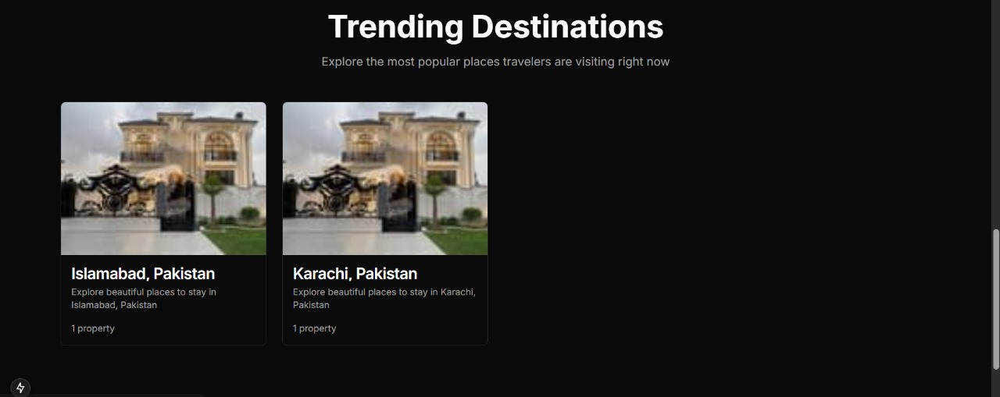 Trending Destinations
Explore the most popular places travelers are visiting right now
Islamabad, Pakistan
Explore beautiful places to stay in
Islamabad, Pakistan
1 property
Karachi, Pakistan
Explore beautiful places to stay in Karachi,
Pakistan
1 property